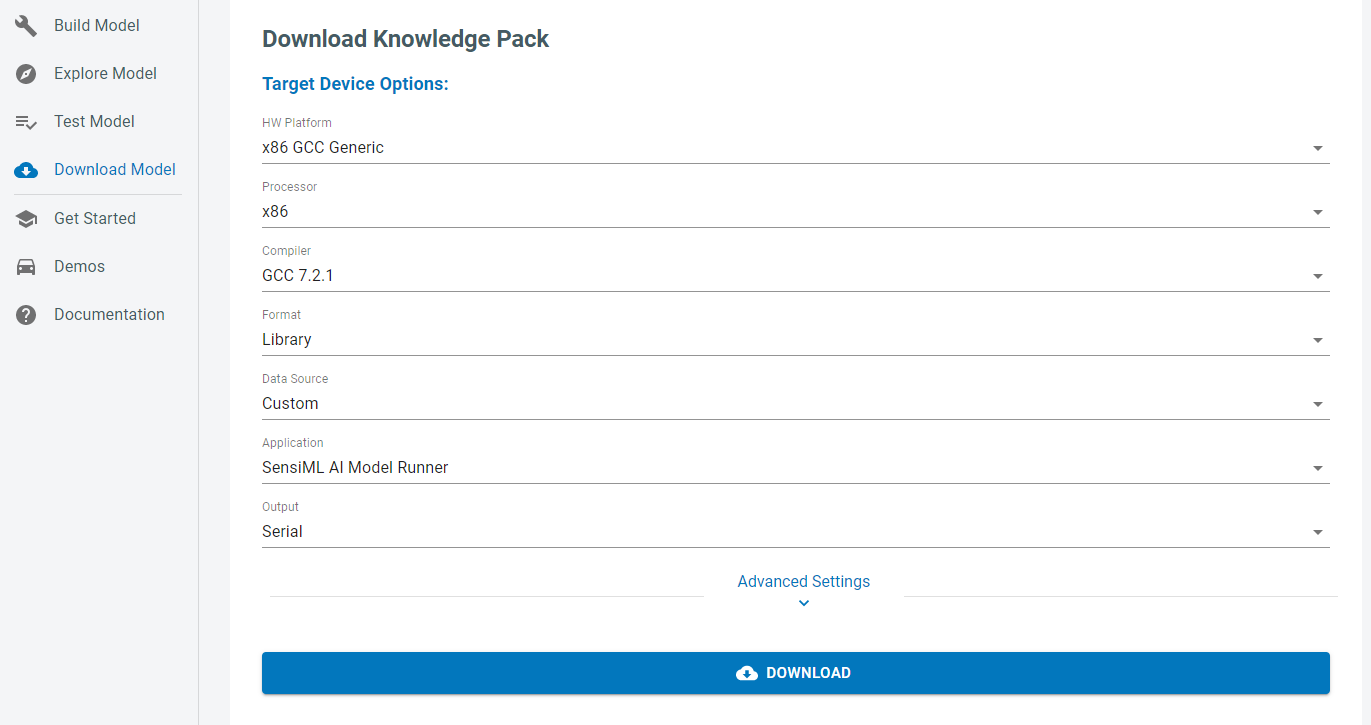 Build Model
Explore Model
Test Model
Download Model
Get Started
Demos
Documentation
Download Knowledge Pack
Target Device Options:
HW Platform
x86 GCC Generic
Processor
x86
Compiler
GCC 7.2.1
Format
Library
Data Source
Custom
Application
SensiML AI Model Runner
Output
Serial
Advanced Settings
DOWNLOAD